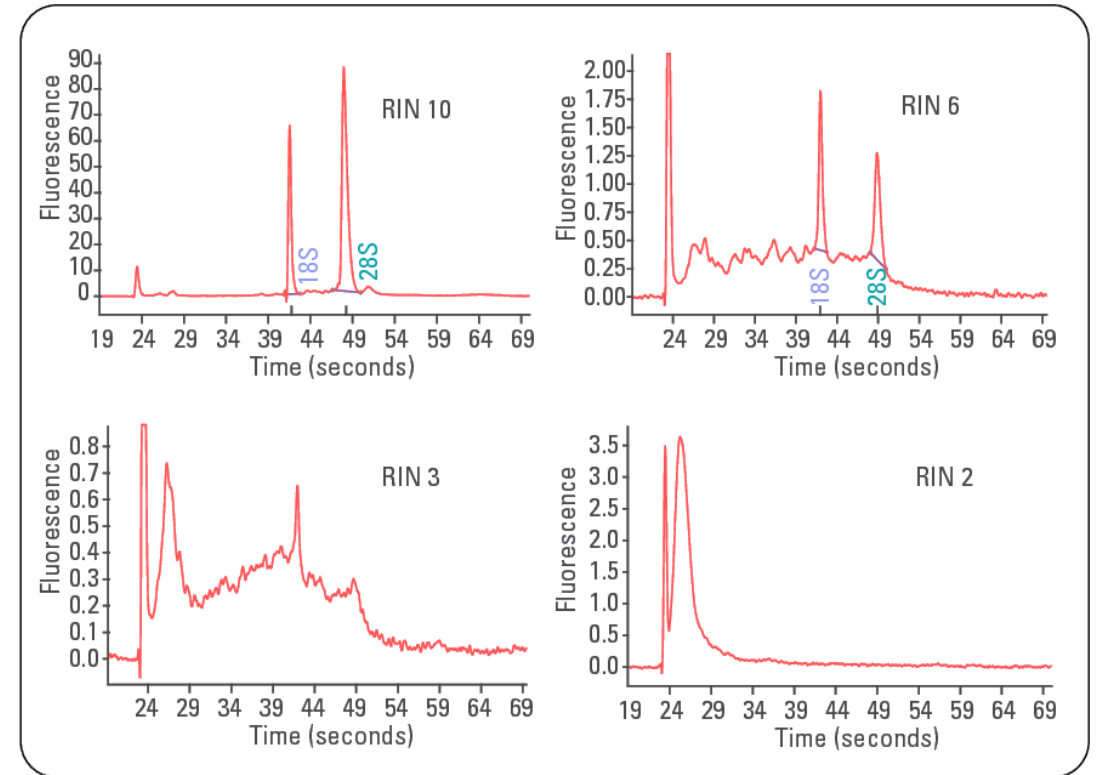 RIN 10
Fluorescence
90
80
70
60
50
40
30
20
10
0
18S
28S
19 24 29 34 39 44 49 54 59 64 69
Time (seconds)
RIN 6
Fluorescence
2.00
1.75
1.50
1.25
1.00
0.75
0.50
0.25
0.00
18S
28S
24 29 34 39 44 49 54 59 64 69
Time (seconds)
RIN 3
Fluorescence
0.8
0.7
0.6
0.5
0.4
0.3
0.2
0.1
0.0
24 29 34 39 44 49 54 59 64 69
Time (seconds)
RIN 2
Fluorescence
3.5
3.0
2.5
2.0
1.5
1.0
0.5
0.0
19 24 29 34 39 44 49 54 59 64 69
Time (seconds)